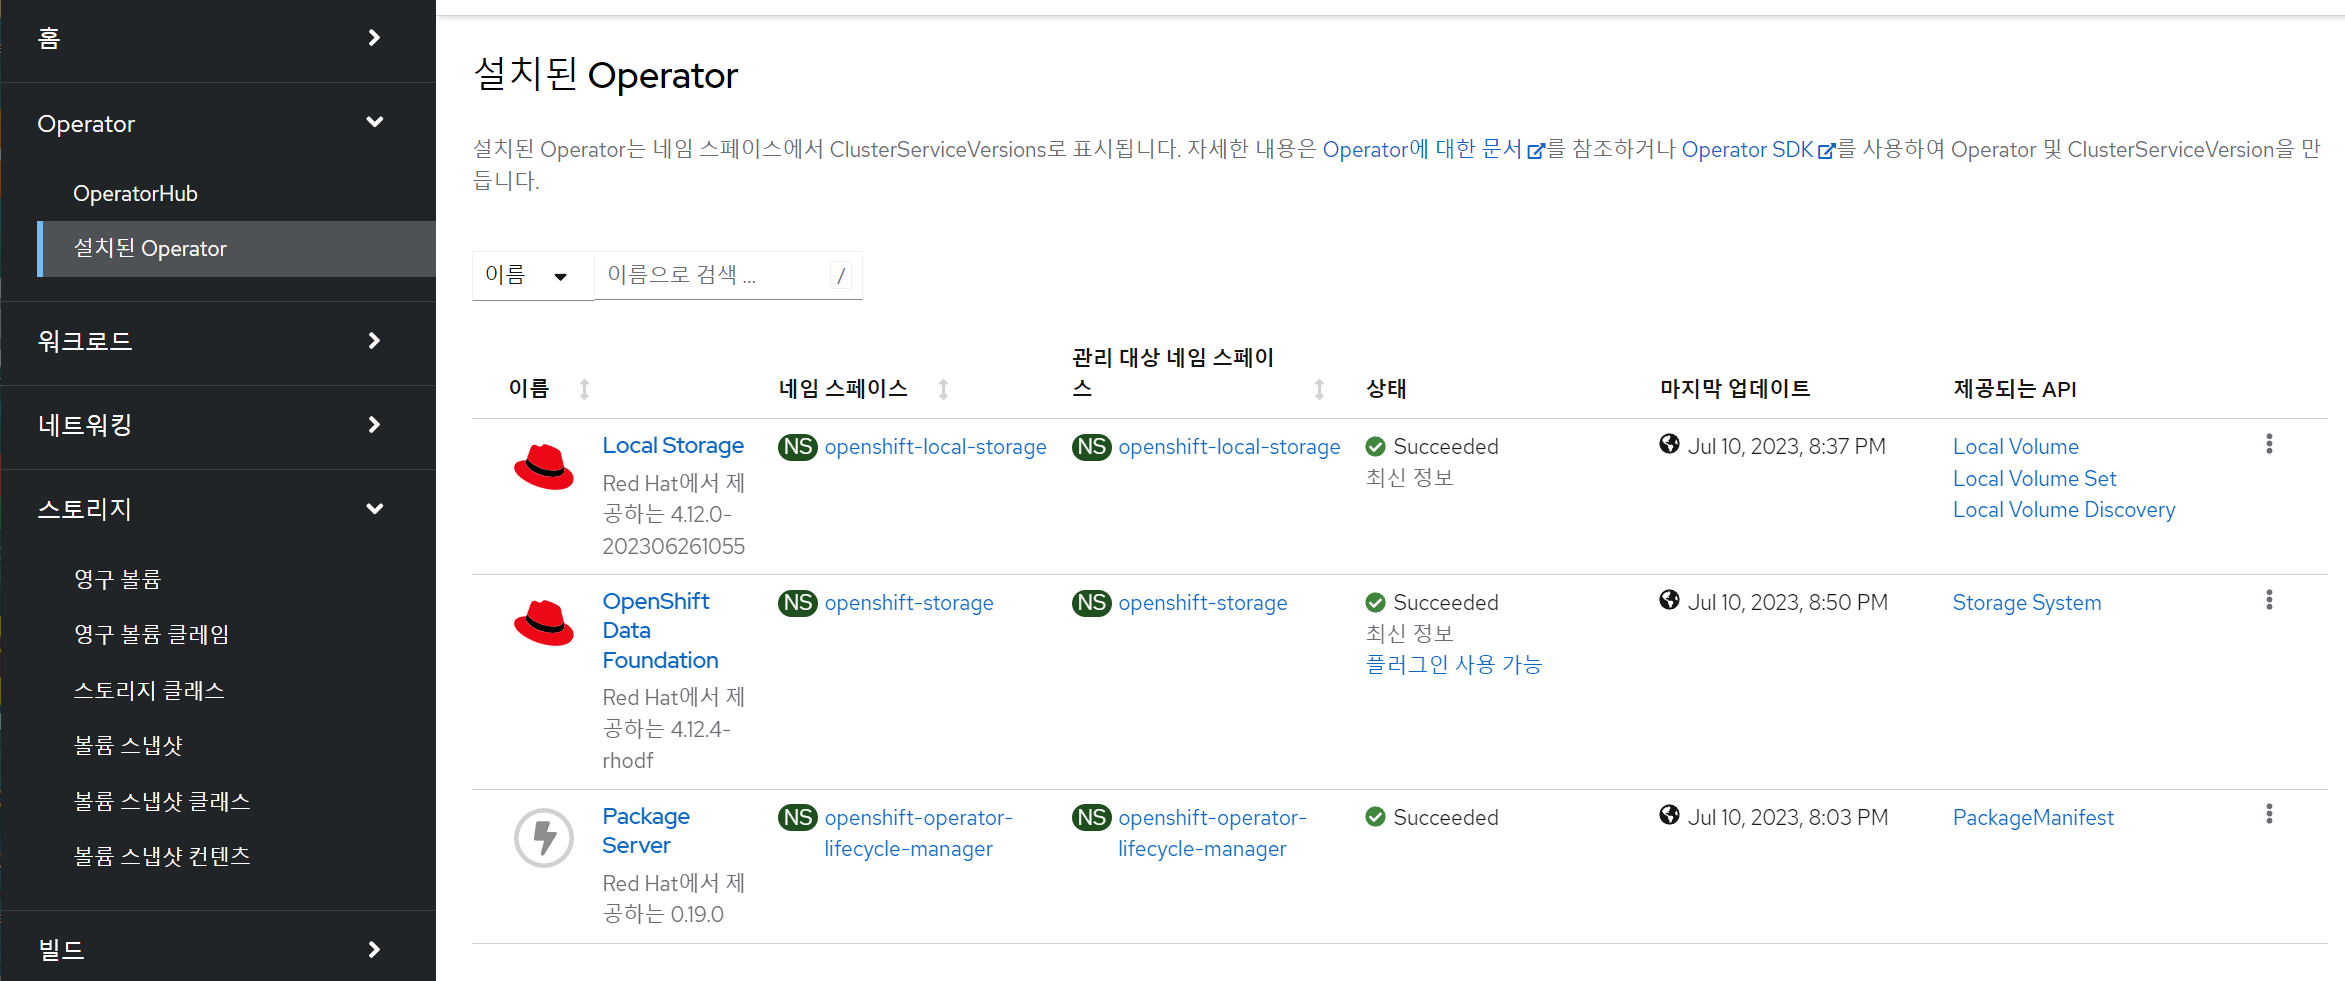 홈
Operator
OperatorHub
설치된 Operator
워크로드
네트워킹
스토리지
영구 볼륨
영구 볼륨 클레임
스토리지 클래스
볼륨 스냅샷
볼륨 스냅샷 클래스
볼륨 스냅샷 컨텐츠
빌드
설치된 Operator
설치된 Operator는 네임 스페이스에서 ClusterServiceVersions로 표시됩니다. 자세한 내용은 Operator에 대한 문서를 참조하거나 Operator SDK를 사용하여 Operator 및 ClusterServiceVersion을 만
듭니다.
이름 이름으로 검색 ... /
이름 네임 스페이스 관리 대상 네임 스페이 상태 마지막 업데이트 제공되는 API
스
Local Storage NS openshift-local-storage NS openshift-local-storage Succeeded Jul 10, 2023, 8:37 PM Local Volume
Red Hat에서 제 최신 정보 Local Volume Set
공하는 4.12.0- Local Volume Discovery
202306261055
OpenShift NS openshift-storage NS openshift-storage Succeeded Jul 10, 2023, 8:50 PM Storage System
Data 최신 정보
Foundation 플러그인 사용 가능
Red Hat에서 제
공하는 4.12.4-
rhodf
Package NS openshift-operator- NS openshift-operator- Succeeded Jul 10, 2023, 8:03 PM PackageManifest
Server lifecycle-manager lifecycle-manager
Red Hat에서 제
공하는 0.19.0